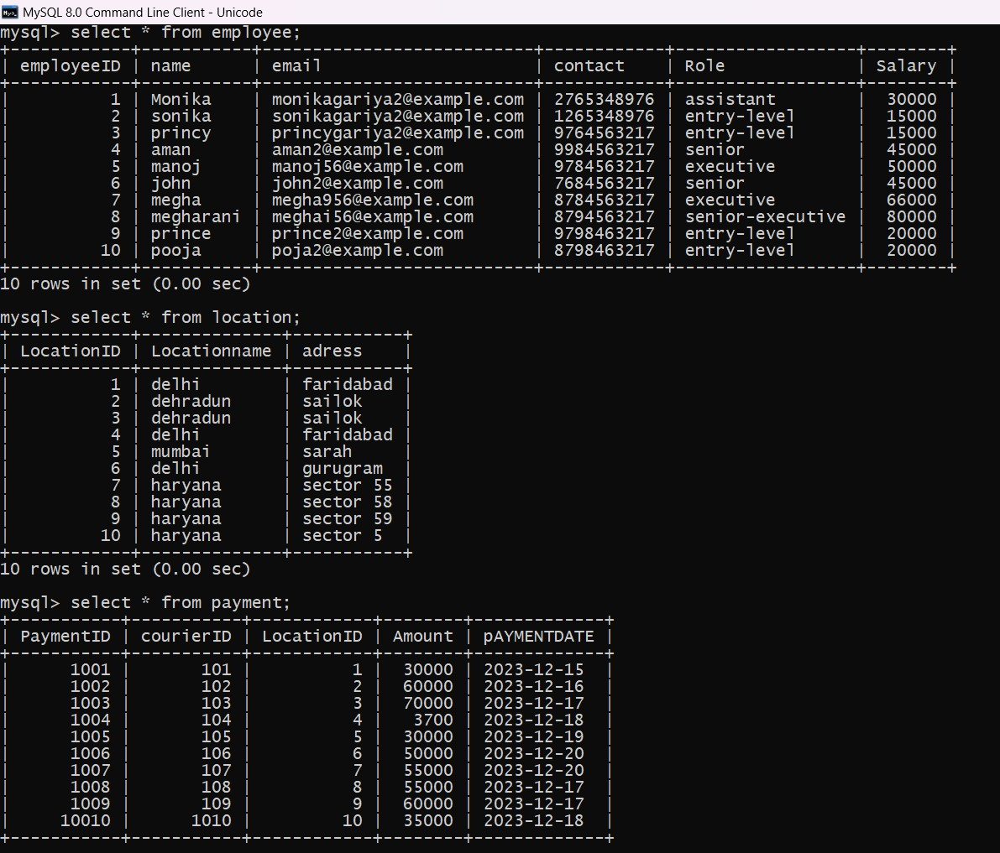 MySQL 8.0 Command Line Client - Unicode
mysql> select * from employee;
+------------+-----------+---------------------------+------------+------------------+--------+
| employeeID | name      | email                     | contact    | Role             | Salary |
+------------+-----------+---------------------------+------------+------------------+--------+
|          1 | Monika    | monikagariya2@example.com | 2765348976 | assistant        |  30000 |
|          2 | sonika    | sonikagariya2@example.com | 1265348976 | entry-level      |  15000 |
|          3 | princy    | princygariya2@example.com | 9764563217 | entry-level      |  15000 |
|          4 | aman      | aman2@example.com         | 9984563217 | senior           |  45000 |
|          5 | manoj     | manoj56@example.com       | 9784563217 | executive        |  50000 |
|          6 | john      | john2@example.com         | 7684563217 | senior           |  45000 |
|          7 | megha     | megha956@example.com      | 8784563217 | executive        |  66000 |
|          8 | megharani | meghai56@example.com      | 8794563217 | senior-executive |  80000 |
|          9 | prince    | prince2@example.com       | 9798463217 | entry-level      |  20000 |
|         10 | pooja     | poja2@example.com         | 8798463217 | entry-level      |  20000 |
+------------+-----------+---------------------------+------------+------------------+--------+
10 rows in set (0.00 sec)
mysql> select * from location;
+------------+--------------+-----------+
| LocationID | Locationname | adress    |
+------------+--------------+-----------+
|          1 | delhi        | faridabad |
|          2 | dehradun     | sailok    |
|          3 | dehradun     | sailok    |
|          4 | delhi        | faridabad |
|          5 | mumbai       | sarah     |
|          6 | delhi        | gurugram  |
|          7 | haryana      | sector 55 |
|          8 | haryana      | sector 58 |
|          9 | haryana      | sector 59 |
|         10 | haryana      | sector 5  |
+------------+--------------+-----------+
10 rows in set (0.00 sec)
mysql> select * from payment;
+-----------+-----------+------------+--------+-------------+
| PaymentID | courierID | LocationID | Amount | pAYMENTDATE |
+-----------+-----------+------------+--------+-------------+
|      1001 |       101 |          1 |  30000 | 2023-12-15  |
|      1002 |       102 |          2 |  60000 | 2023-12-16  |
|      1003 |       103 |          3 |  70000 | 2023-12-17  |
|      1004 |       104 |          4 |   3700 | 2023-12-18  |
|      1005 |       105 |          5 |  30000 | 2023-12-19  |
|      1006 |       106 |          6 |  50000 | 2023-12-20  |
|      1007 |       107 |          7 |  55000 | 2023-12-20  |
|      1008 |       108 |          8 |  55000 | 2023-12-17  |
|      1009 |       109 |          9 |  60000 | 2023-12-17  |
|     10010 |      1010 |         10 |  35000 | 2023-12-18  |
+-----------+-----------+------------+--------+-------------+